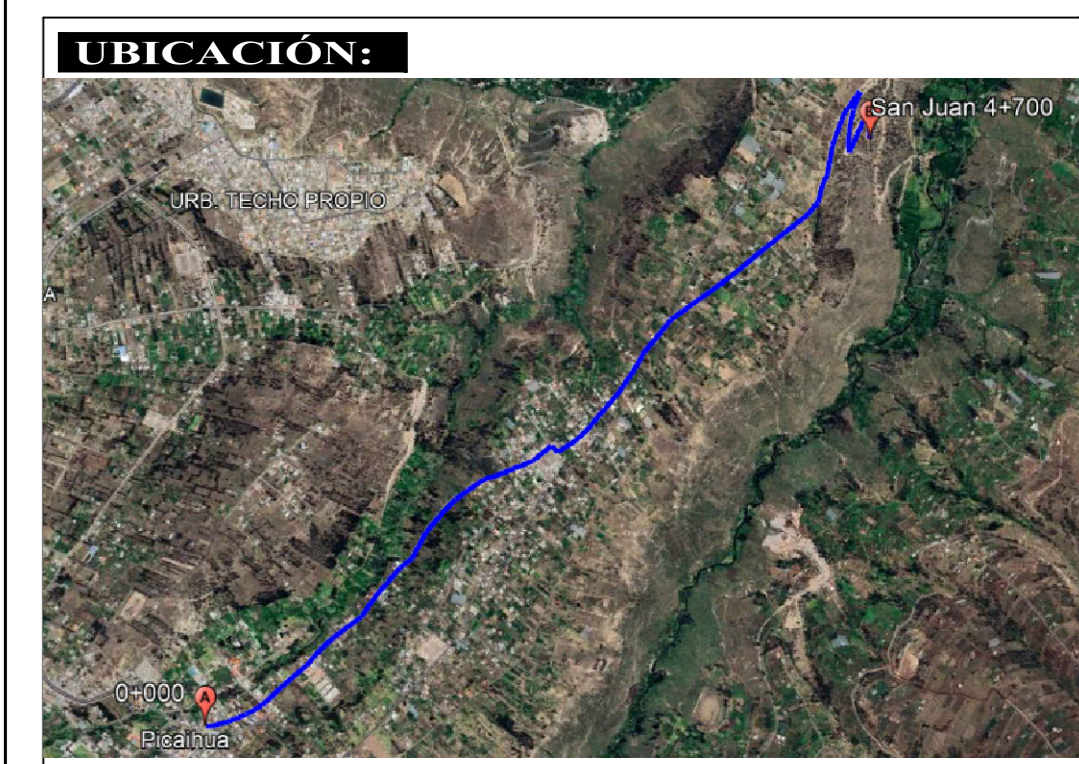 UBICACIÓN:
San Juan 4+700
URB. TECHO PROPIO
A
0+000
A
Picaihua